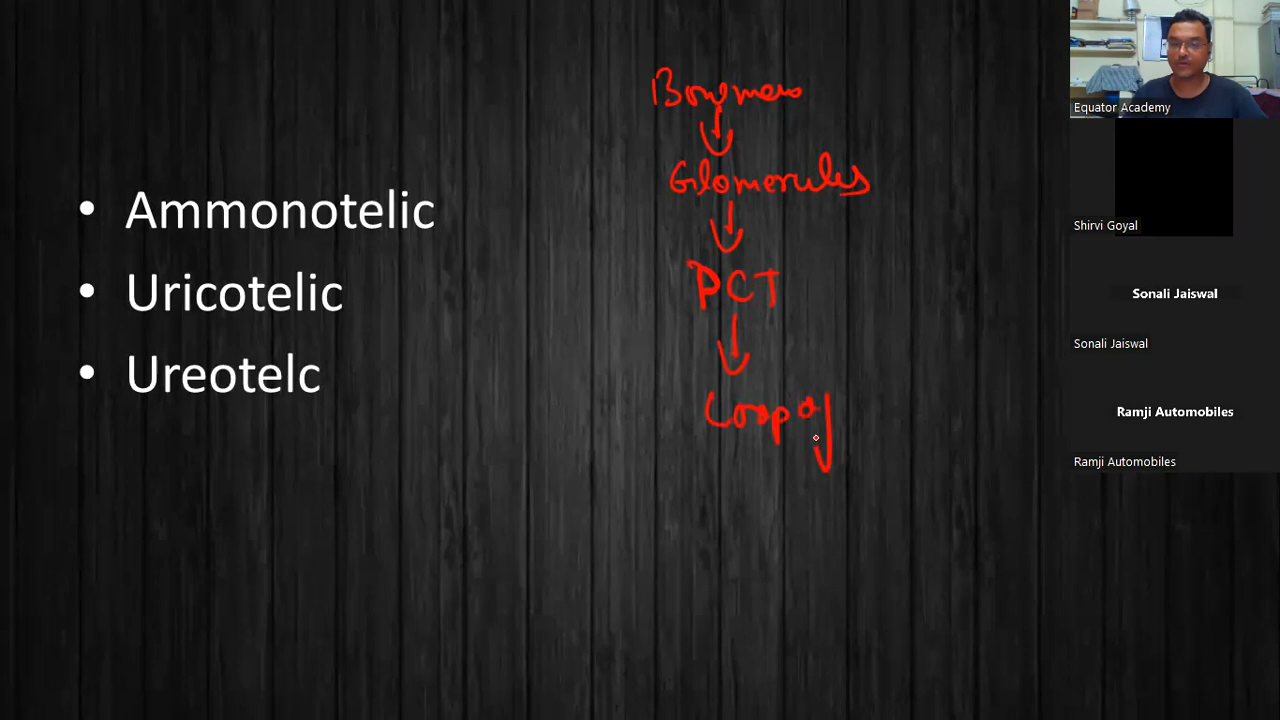 • Ammonotelic
• Uricotelic
• Ureotelc
Bowmens
Glomerules
PCT
Loop of
Equator Academy
Shirvi Goyal
Sonali Jaiswal
Sonali Jaiswal
Ramji Automobiles
Ramji Automobiles